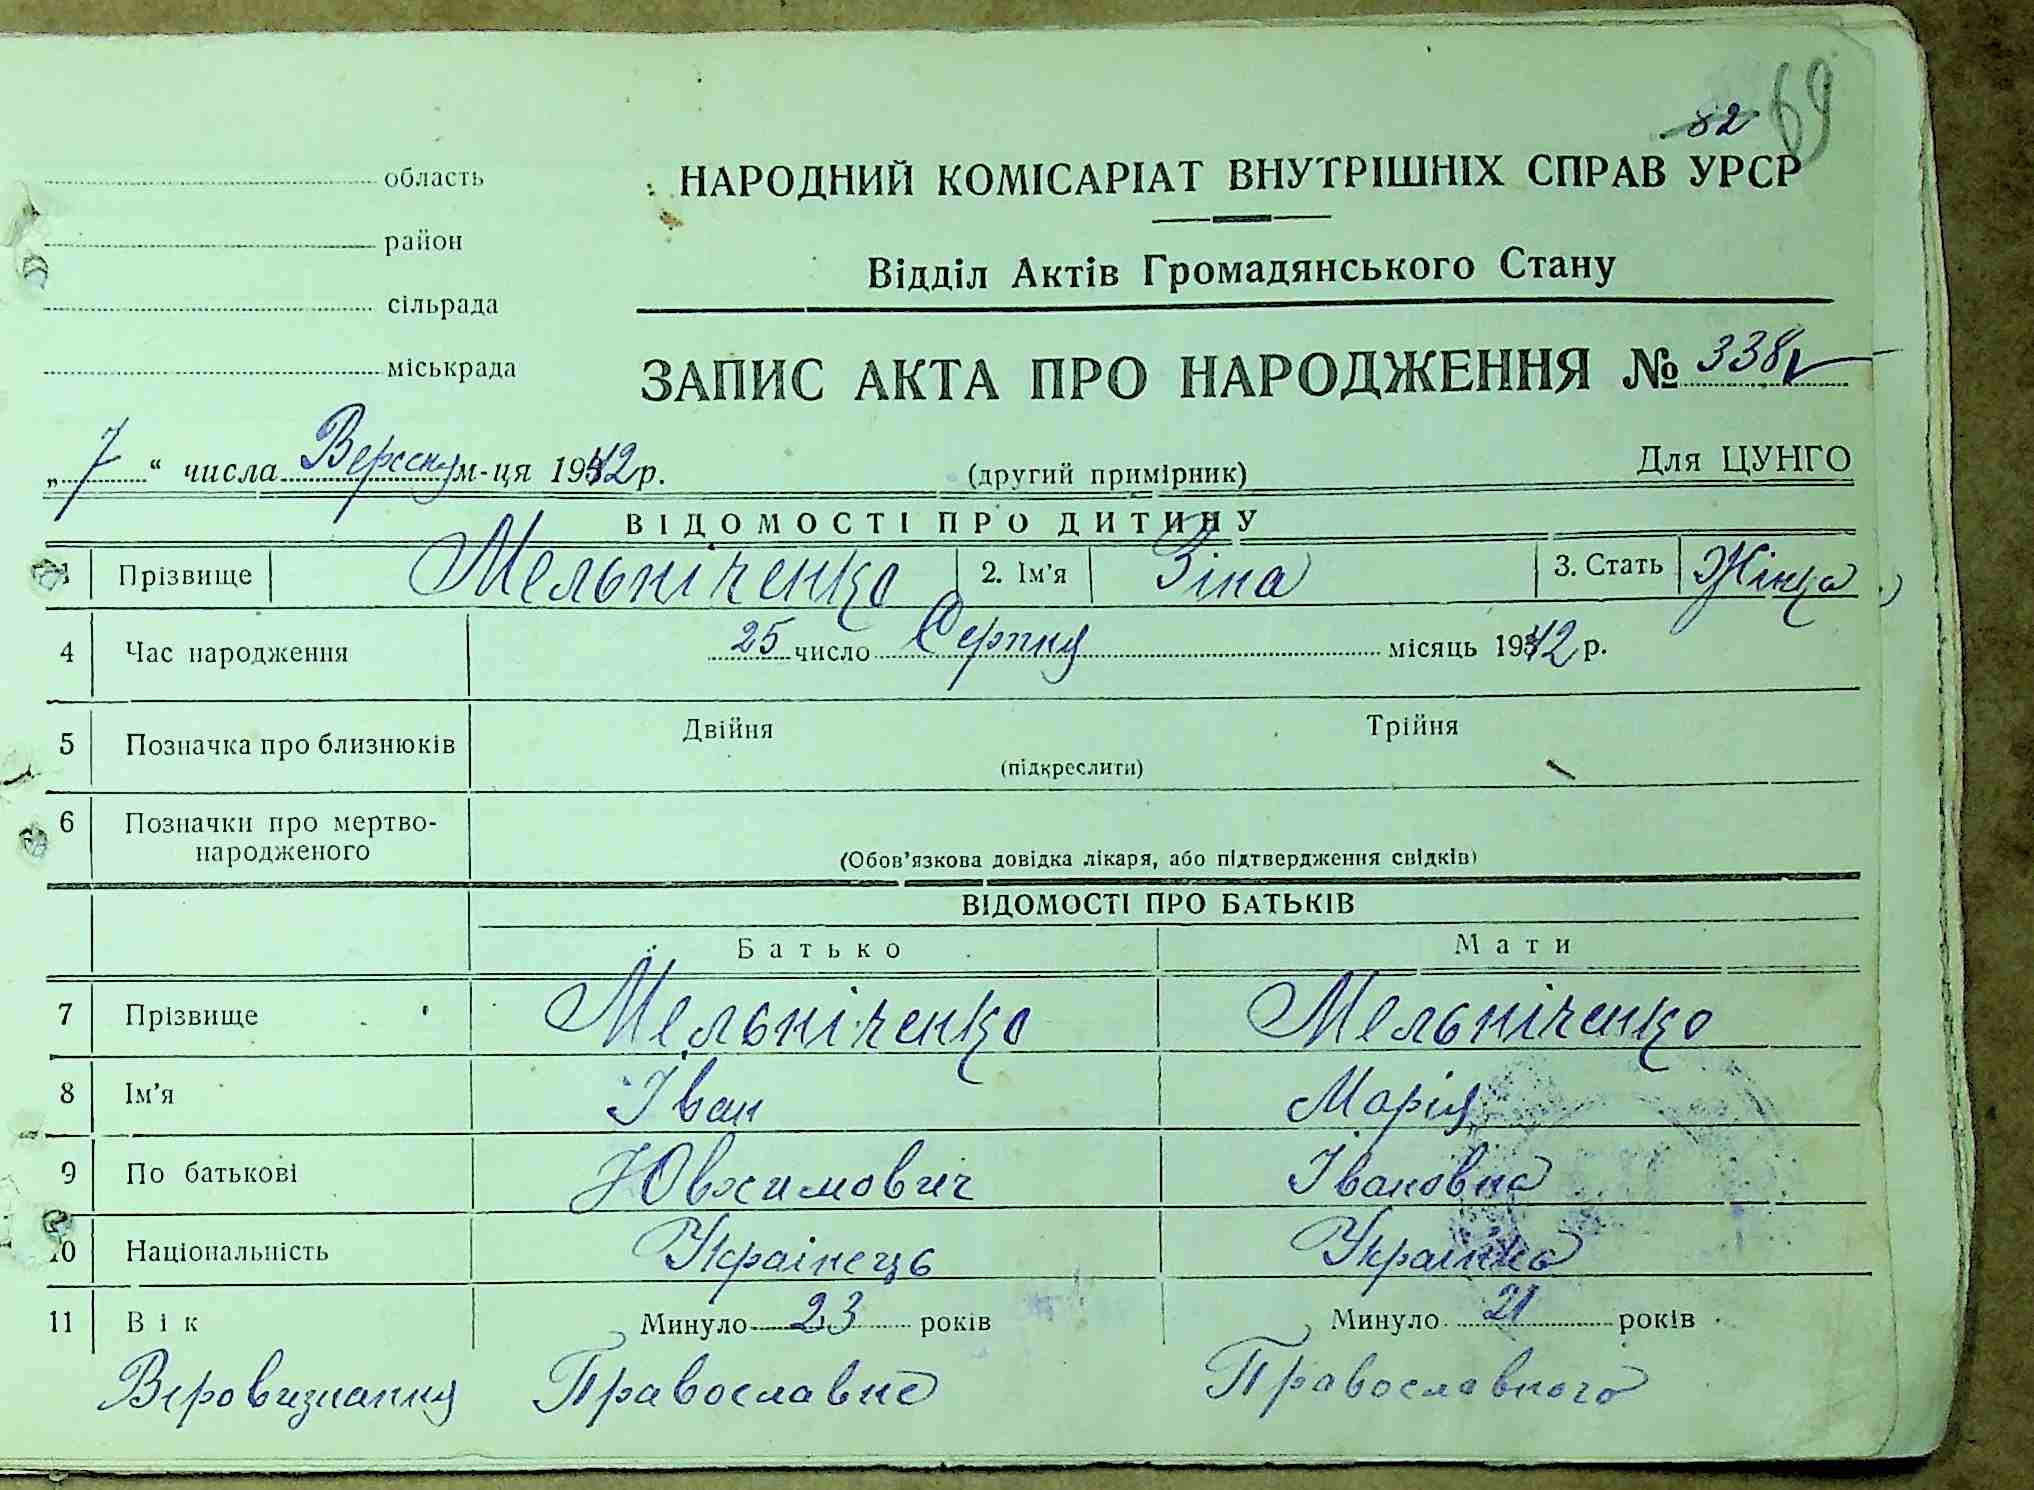 82 69
область
НАРОДНИЙ КОМІСАРІАТ ВНУТРІШНІХ СПРАВ УРСР
район
Відділ Актів Громадянського Стану
сільрада
міськрада
ЗАПИС АКТА ПРО НАРОДЖЕННЯ № 338
„7“ числа Версня м-ця 1942 р. (другий примірник) Для ЦУНГО
ВІДОМОСТІ ПРО ДИТИНУ
1 Прізвище Мельніченко 2. Ім’я Зіна 3. Стать Жінка
4 Час народження 25 число Серпня місяць 1942 р.
5 Позначка про близнюків Двійня Трійня
(підкреслити)
6 Позначки про мертво-
народженого
(Обов’язкова довідка лікаря, або підтвердження свідків)
ВІДОМОСТІ ПРО БАТЬКІВ
Батько Мати
7 Прізвище Мельніченко Мельніченко
8 Ім’я Іван Марія
9 По батькові Ювхимович Івановна
10 Національність Українець Українка
11 Вік Минуло 23 років Минуло 21 років
Віровизнання Православне Православного